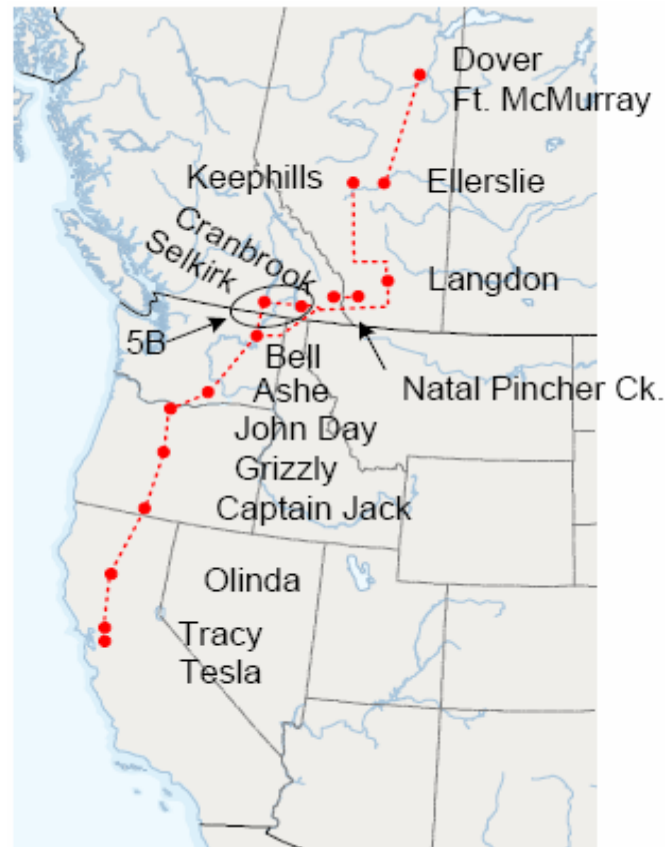 Dover
Ft. McMurray
Keephills
Ellerslie
Cranbrook
Selkirk
Langdon
5B
Bell
Natal Pincher Ck.
Ashe
John Day
Grizzly
Captain Jack
Olinda
Tracy
Tesla